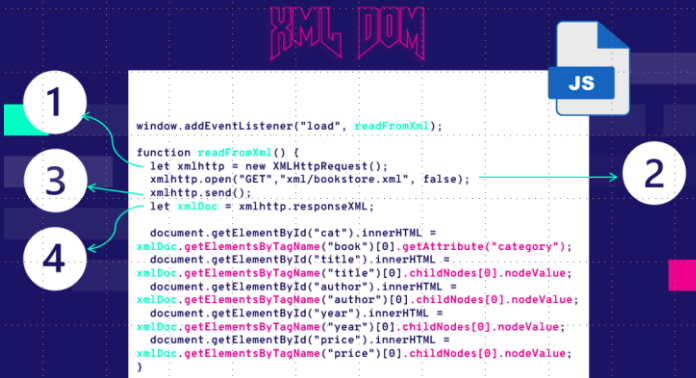 XML DOM
JS
1
2
3
4
window.addEventListener("load", readFromXml);
function readFromXml() {
let xmlhttp = new XMLHttpRequest();
xmlhttp.open("GET","xml/bookstore.xml", false);
xmlhttp.send();
let xmlDoc = xmlhttp.responseXML;
document.getElementById("cat").innerHTML =
xmlDoc.getElementsByTagName("book")[0].getAttribute("category");
document.getElementById("title").innerHTML =
xmlDoc.getElementsByTagName("title")[0].childNodes[0].nodeValue;
document.getElementById("author").innerHTML =
xmlDoc.getElementsByTagName("author")[0].childNodes{0].nodeValue;
document.getElementById("year").innerHTML =
xmlDoc.getElementsByTagName("year")[0].childNodes[0].nodeValue;
document.getElementById("price").innerHTML =
xmlDoc.getElementsByTagName("price")[0].childNodes[0].nodeValue;
}